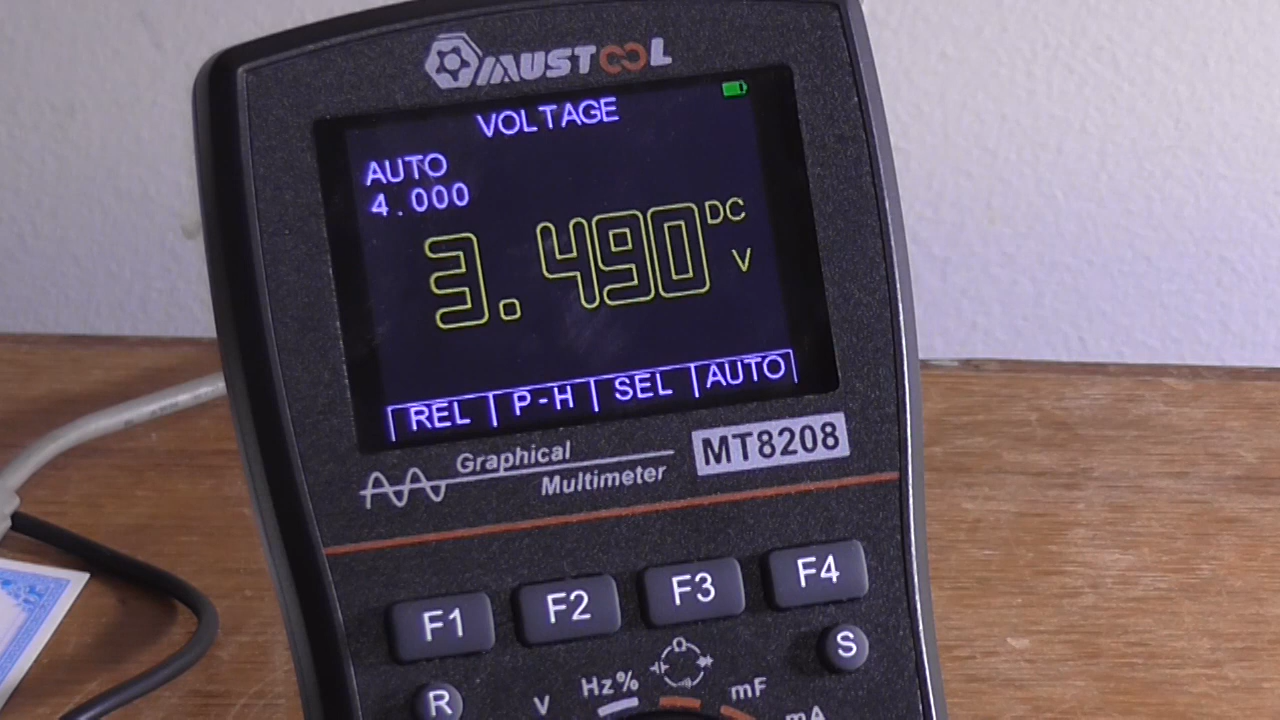 MUSTOOL
VOLTAGE
AUTO
4.000
3.490 DC V
REL P-H SEL AUTO
Graphical
Multimeter
MT8208
F1 F2 F3 F4
S
R
V Hz% mF
mA